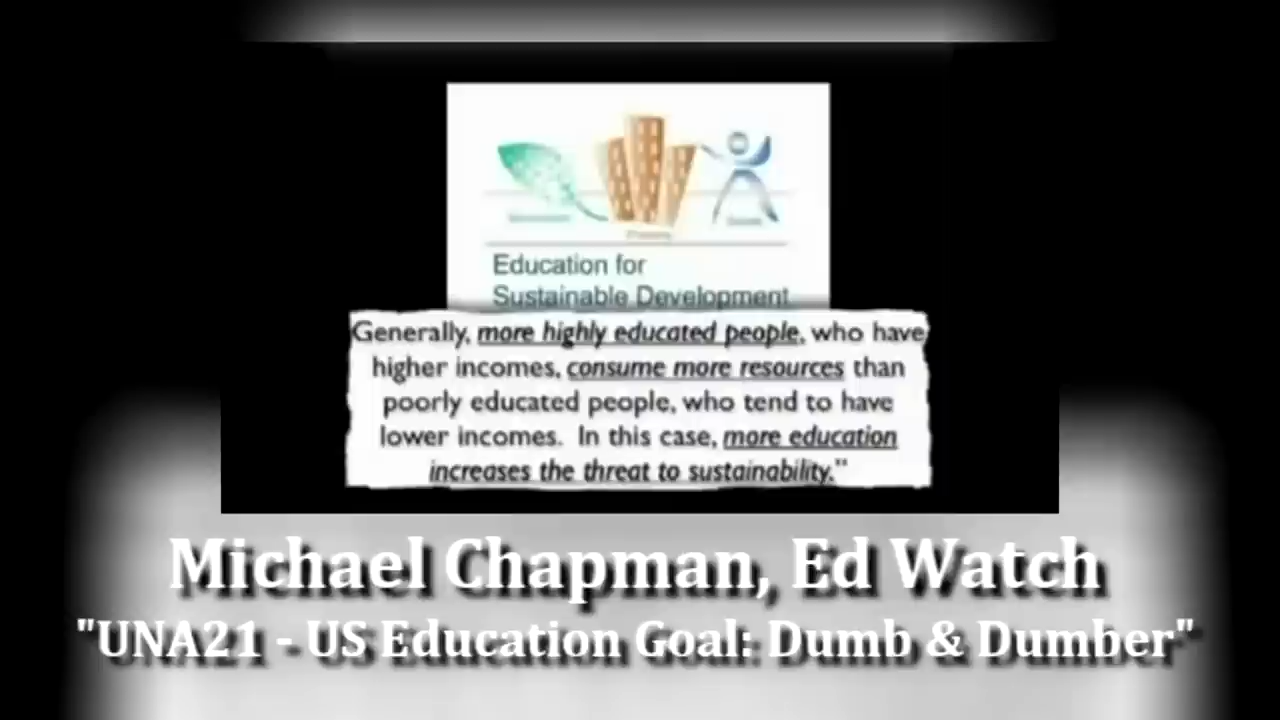 Education for
Sustainable Development
Generally, more highly educated people, who have
higher incomes, consume more resources than
poorly educated people, who tend to have
lower incomes. In this case, more education
increases the threat to sustainability."
Michael Chapman, Ed Watch
"UNA21 - US Education Goal: Dumb & Dumber"